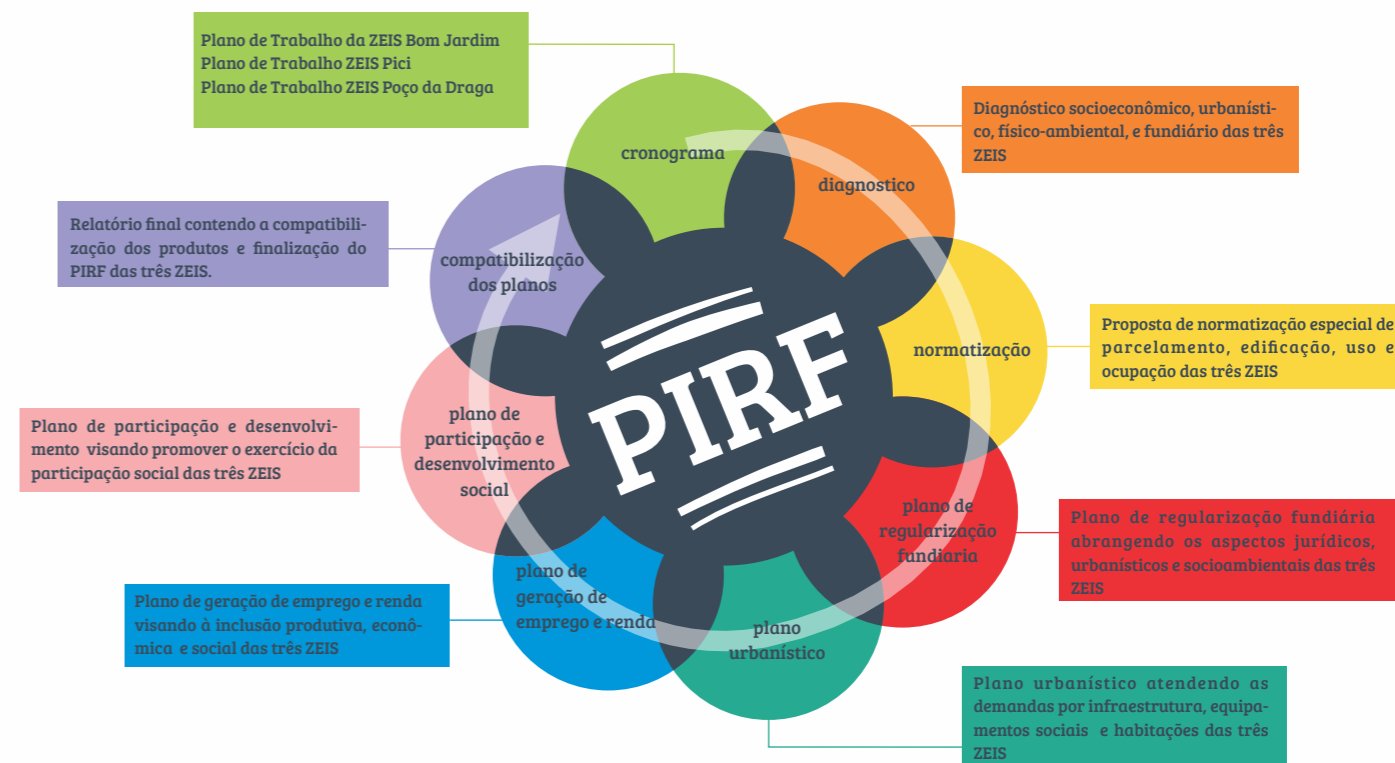 Plano de Trabalho da ZEIS Bom Jardim
Plano de Trabalho ZEIS Pici
Plano de Trabalho ZEIS Poço da Draga
cronograma
Diagnóstico socioeconômico, urbanísti-
co, físico-ambiental, e fundiário das três
ZEIS
diagnostico
Proposta de normatização especial de
parcelamento, edificação, uso e
ocupação das três ZEIS
normatização
Plano de regularização fundiária
abrangendo os aspectos jurídicos,
urbanísticos e socioambientais das três
ZEIS
plano de
regularização
fundiaria
Plano urbanístico atendendo as
demandas por infraestrutura, equipa-
mentos sociais e habitações das três
ZEIS
plano
urbanístico
Plano de geração de emprego e renda
visando à inclusão produtiva, econô-
mica e social das três ZEIS
plano de
geração de
emprego e renda
Plano de participação e desenvolvi-
mento visando promover o exercício da
participação social das três ZEIS
plano de
participação e
desenvolvimento
social
Relatório final contendo a compatibili-
zação dos produtos e finalização do
PIRF das três ZEIS.
compatibilização
dos planos
PIRF